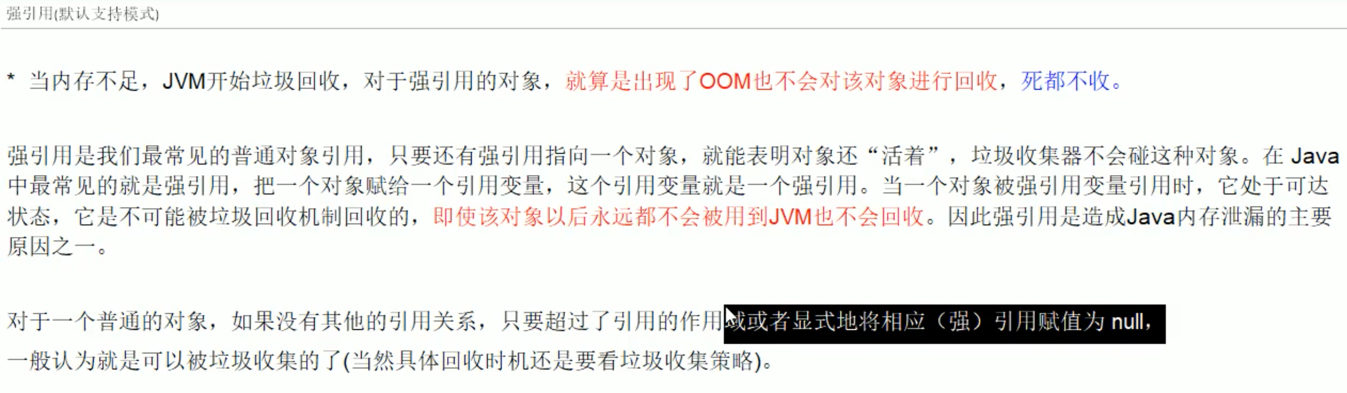 强引用(默认支持模式)
* 当内存不足，JVM开始垃圾回收，对于强引用的对象，就算是出现了OOM也不会对该对象进行回收，死都不收。
强引用是我们最常见的普通对象引用，只要还有强引用指向一个对象，就能表明对象还“活着”，垃圾收集器不会碰这种对象。在 Java
中最常见的就是强引用，把一个对象赋给一个引用变量，这个引用变量就是一个强引用。当一个对象被强引用变量引用时，它处于可达
状态，它是不可能被垃圾回收机制回收的，即使该对象以后永远都不会被用到JVM也不会回收。因此强引用是造成Java内存泄漏的主要
原因之一。
对于一个普通的对象，如果没有其他的引用关系，只要超过了引用的作用域或者显式地将相应（强）引用赋值为 null，
一般认为就是可以被垃圾收集的了(当然具体回收时机还是要看垃圾收集策略)。